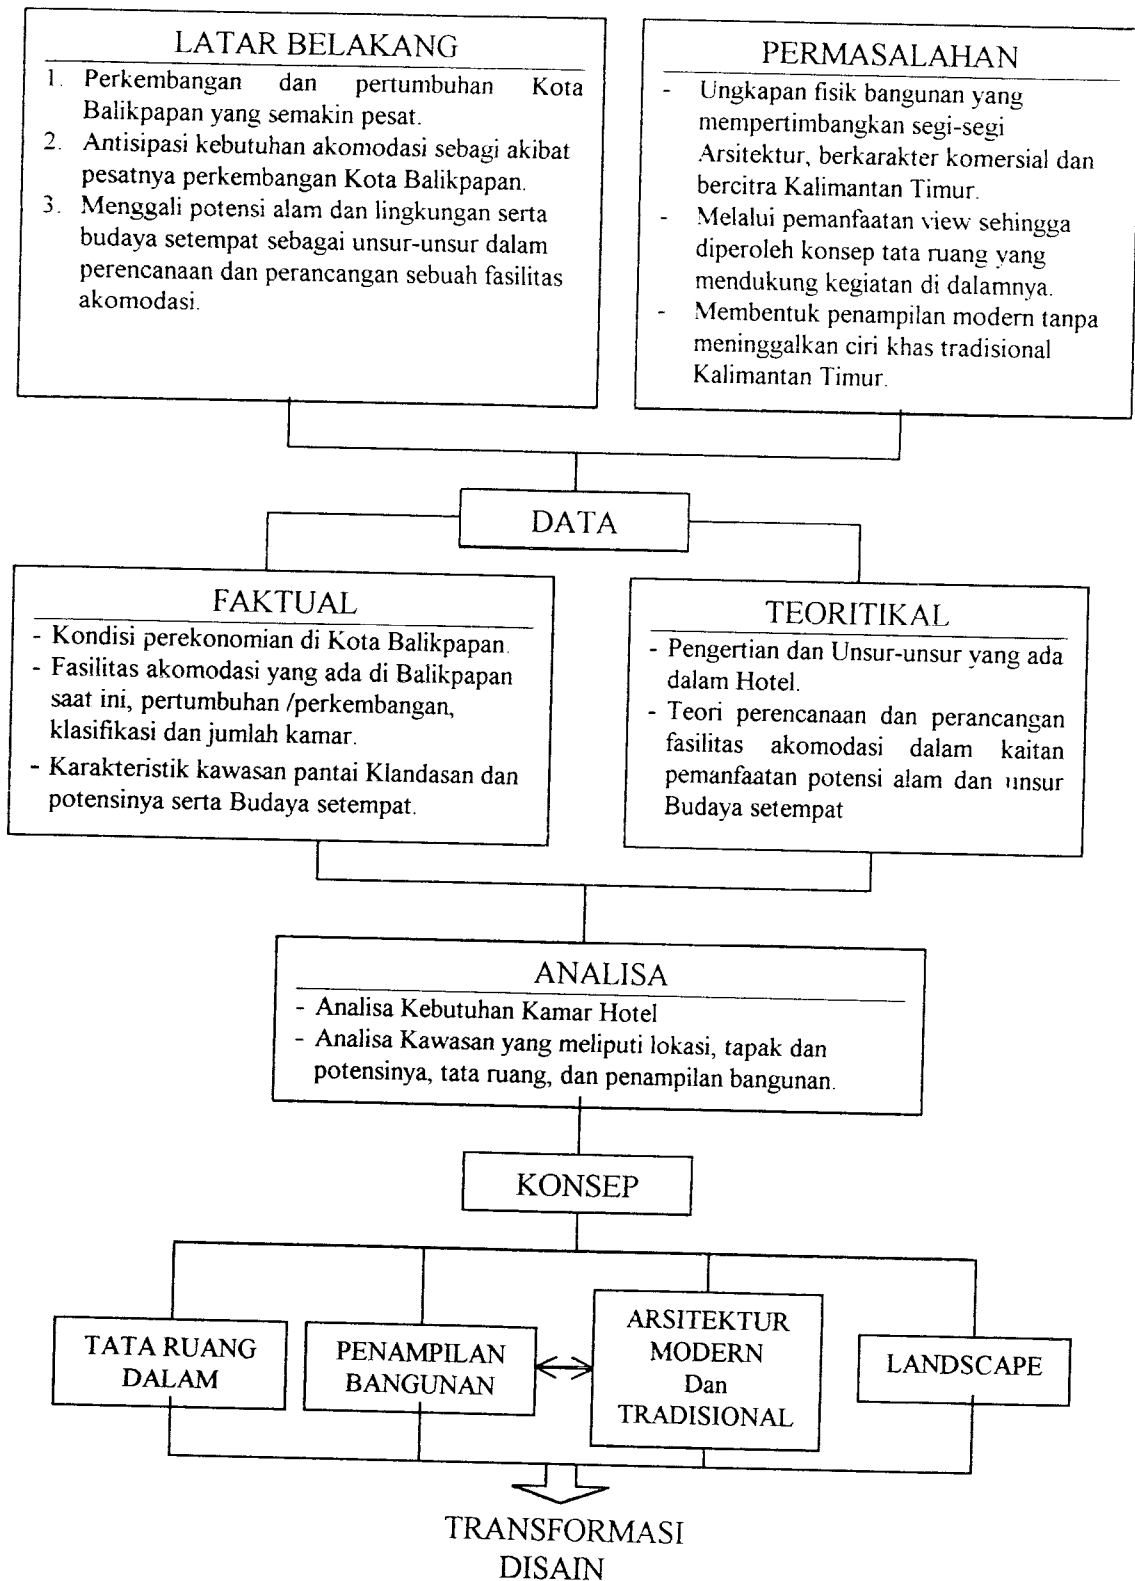 LATAR BELAKANG
1. Perkembangan dan pertumbuhan Kota
Balikpapan yang semakin pesat.
2. Antisipasi kebutuhan akomodasi sebagi akibat
pesatnya perkembangan Kota Balikpapan.
3. Menggali potensi alam dan lingkungan serta
budaya setempat sebagai unsur-unsur dalam
perencanaan dan perancangan sebuah fasilitas
akomodasi.
PERMASALAHAN
- Ungkapan fisik bangunan yang
mempertimbangkan segi-segi
Arsitektur, berkarakter komersial dan
bercitra Kalimantan Timur.
- Melalui pemanfaatan view sehingga
diperoleh konsep tata ruang yang
mendukung kegiatan di dalamnya.
- Membentuk penampilan modern tanpa
meninggalkan ciri khas tradisional
Kalimantan Timur.
DATA
FAKTUAL
- Kondisi perekonomian di Kota Balikpapan.
- Fasilitas akomodasi yang ada di Balikpapan
saat ini, pertumbuhan /perkembangan,
klasifikasi dan jumlah kamar.
- Karakteristik kawasan pantai Klandasan dan
potensinya serta Budaya setempat.
TEORITIKAL
- Pengertian dan Unsur-unsur yang ada
dalam Hotel.
- Teori perencanaan dan perancangan
fasilitas akomodasi dalam kaitan
pemanfaatan potensi alam dan unsur
Budaya setempat
ANALISA
- Analisa Kebutuhan Kamar Hotel
- Analisa Kawasan yang meliputi lokasi, tapak dan
potensinya, tata ruang, dan penampilan bangunan.
KONSEP
TATA RUANG
DALAM
PENAMPILAN
BANGUNAN
ARSITEKTUR
MODERN
Dan
TRADISIONAL
LANDSCAPE
TRANSFORMASI
DISAIN